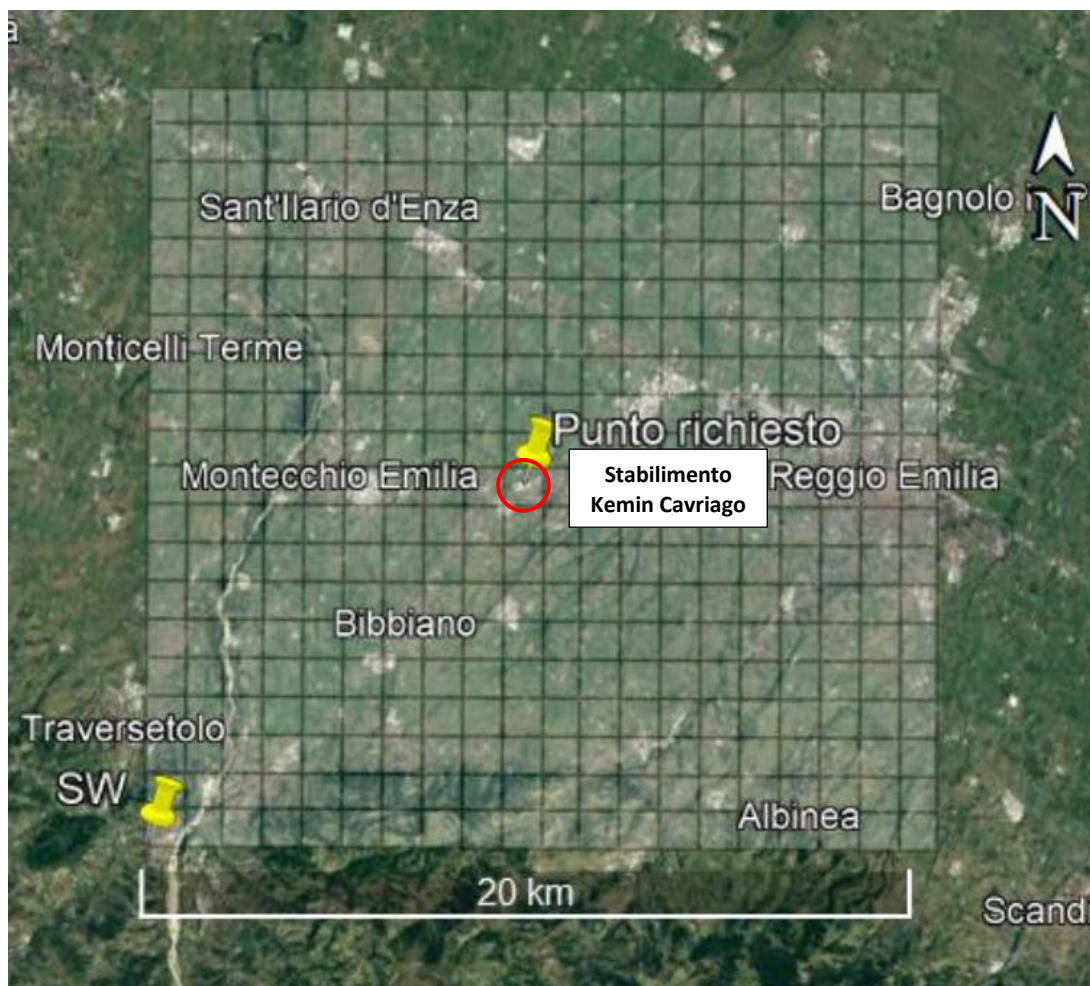 Sant'Ilario d'Enza
Bagnolo in P
N
Monticelli Terme
Punto richiesto
Montecchio Emilia
Stabilimento
Kemin Cavriago
Reggio Emilia
Bibbiano
Traversetolo
SW
Albinea
20 km
Scandi